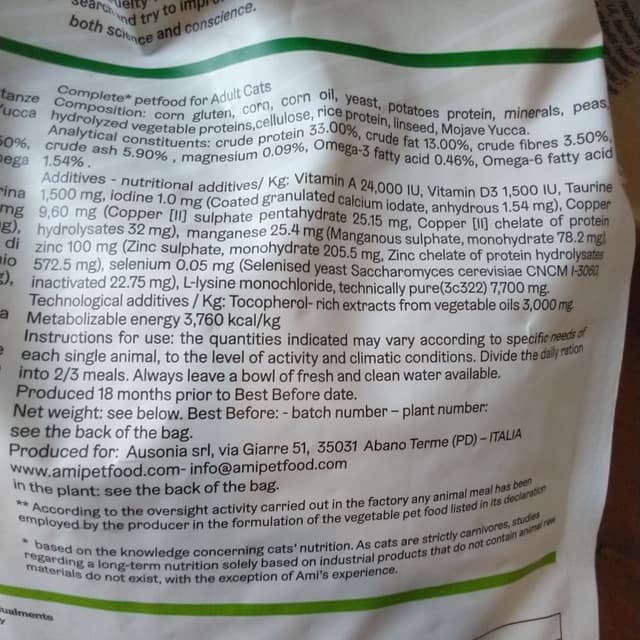 search and try to
both science and conscience.
Complete* petfood for Adult Cats
Composition: corn gluten, corn, corn oil, yeast, potatoes protein, minerals, peas,
hydrolyzed vegetable proteins,cellulose, rice protein, linseed, Mojave Yucca.
Analytical constituents: crude protein 33.00%, crude fat 13.00%, crude fibres 3.50%,
crude ash 5.90% , magnesium 0.09%, Omega-3 fatty acid 0.46%, Omega-6 fatty acid
1.54% .
Additives - nutritional additives/ Kg: Vitamin A 24,000 IU, Vitamin D3 1,500 IU, Taurine
1,500 mg, iodine 1.0 mg (Coated granulated calcium iodate, anhydrous 1.54 mg), Copper
9,60 mg (Copper [II] sulphate pentahydrate 25.15 mg, Copper [II] chelate of protein
hydrolysates 32 mg), manganese 25.4 mg (Manganous sulphate, monohydrate 78.2 mg),
zinc 100 mg (Zinc sulphate, monohydrate 205.5 mg, Zinc chelate of protein hydrolysates
572.5 mg), selenium 0.05 mg (Selenised yeast Saccharomyces cerevisiae CNCM I-3060,
inactivated 22.75 mg), L-lysine monochloride, technically pure(3c322) 7,700 mg.
Technological additives / Kg: Tocopherol- rich extracts from vegetable oils 3,000 mg
Metabolizable energy 3,760 kcal/kg
Instructions for use: the quantities indicated may vary according to specific needs of
each single animal, to the level of activity and climatic conditions. Divide the daily ration
into 2/3 meals. Always leave a bowl of fresh and clean water available.
Produced 18 months prior to Best Before date.
Net weight: see below. Best Before: - batch number – plant number:
see the back of the bag.
Produced for: Ausonia srl, via Giarre 51, 35031 Abano Terme (PD) – ITALIA
www.amipetfood.com- info@amipetfood.com
in the plant: see the back of the bag.
** According to the oversight activity carried out in the factory any animal meal has been
employed by the producer in the formulation of the vegetable pet food listed in its declaration
* based on the knowledge concerning cats' nutrition. As cats are strictly carnivores, studies
regarding a long-term nutrition solely based on industrial products that do not contain animal raw
materials do not exist, with the exception of Ami's experience.